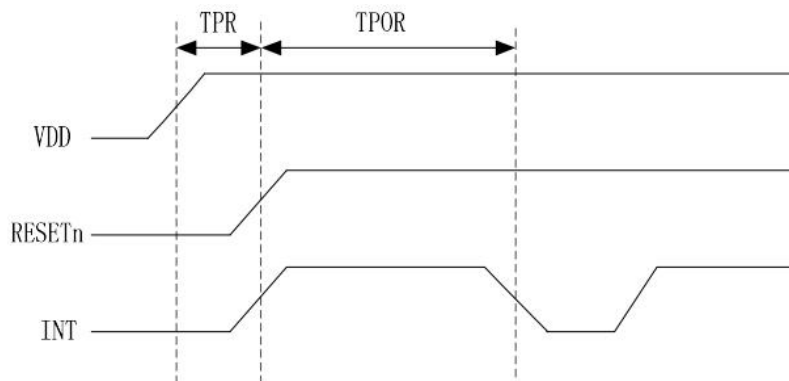 TPR
TPOR
VDD
RESETn
INT